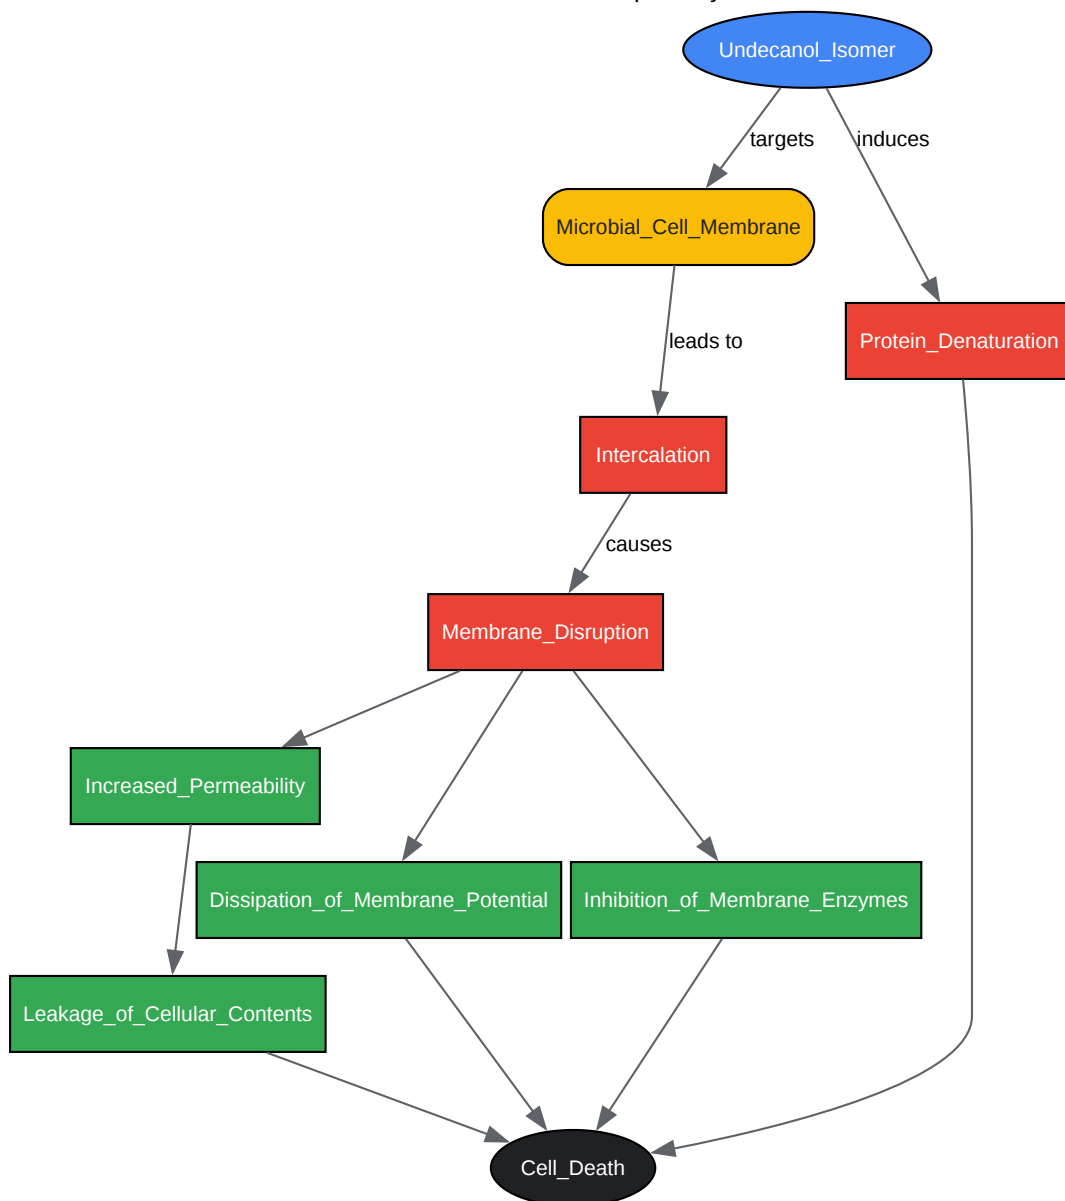 Undecanol_Isomer
targets
induces
Microbial_Cell_Membrane
leads to
Protein_Denaturation
Intercalation
causes
Membrane_Disruption
Increased_Permeability
Dissipation_of_Membrane_Potential
Inhibition_of_Membrane_Enzymes
Leakage_of_Cellular_Contents
Cell_Death